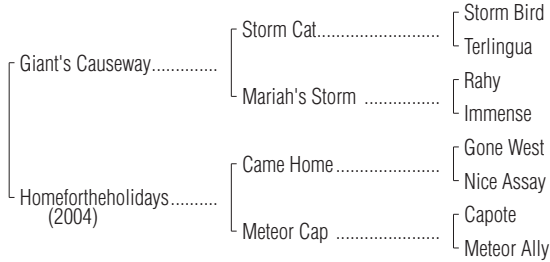 Storm Bird
Storm Cat..............................
Terlingua
Giant's Causeway.............
Rahy
Mariah's Storm ..................
Immense
Gone West
Came Home.........................
Nice Assay
Homefortheholidays..........
(2004)
Capote
Meteor Cap .........................
Meteor Ally